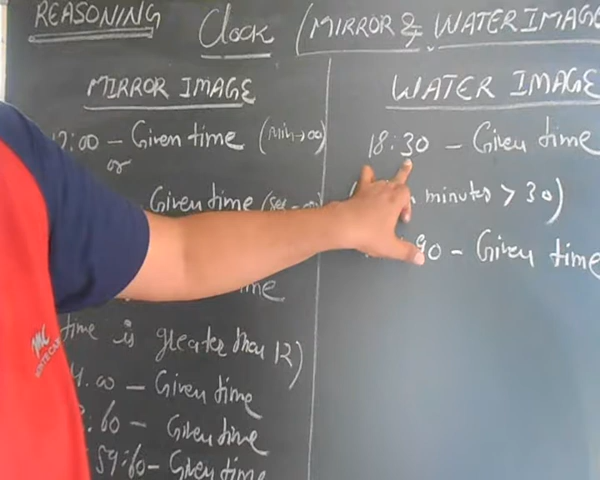 REASONING
Clock (MIRROR & WATER IMAGE
MIRROR IMAGE
12:00 - Given time (Min→00)
or
Given time (sec
time is greater than 12)
4.00 - Given time
:60 - Given time
:59:60 - Given time
WATER IMAGE
18:30 - Given time
minutes > 30)
90 - Given time